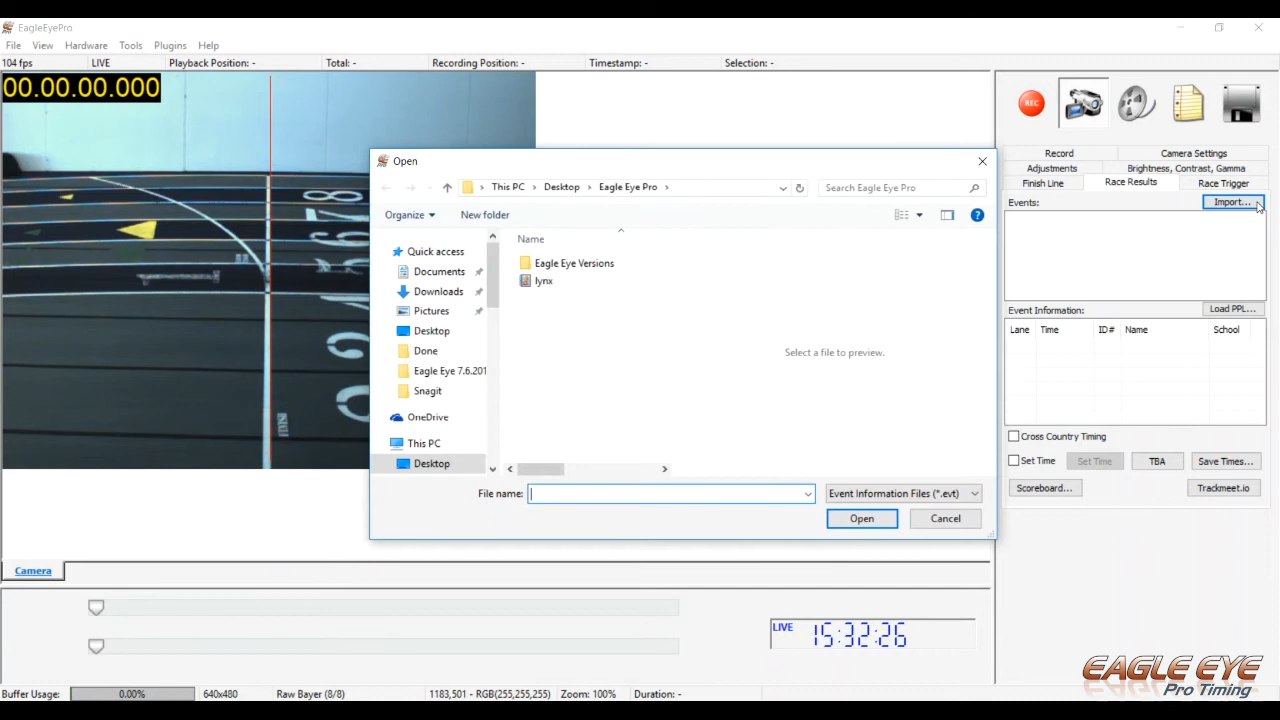 EagleEyePro
File View Hardware Tools Plugins Help
104 fps LIVE Playback Position: - Total: - Recording Position: - Timestamp: - Selection: -
00.00.00.000
Record Camera Settings
Adjustments Brightness, Contrast, Gamma
Finish Line Race Results Race Trigger
REC
Events: Import...
Event Information: Load PPL...
Lane Time ID# Name School
Cross Country Timing
Set Time Set Time TBA Save Times...
Scoreboard... Trackmeet.io
Open
This PC Desktop Eagle Eye Pro
Search Eagle Eye Pro
Organize New folder
Name
Quick access
Documents
Downloads
Pictures
Desktop
Done
Eagle Eye 7.6.201
Snagit
OneDrive
This PC
Desktop
Eagle Eye Versions
lynx
Select a file to preview.
File name: Event Information Files (*.evt)
Open Cancel
Camera
LIVE 15:32:26
Buffer Usage: 0.00% 640x480 Raw Bayer (8/8) 1183,501 - RGB(255,255,255) Zoom: 100% Duration: -
EAGLE EYE
Pro Timing